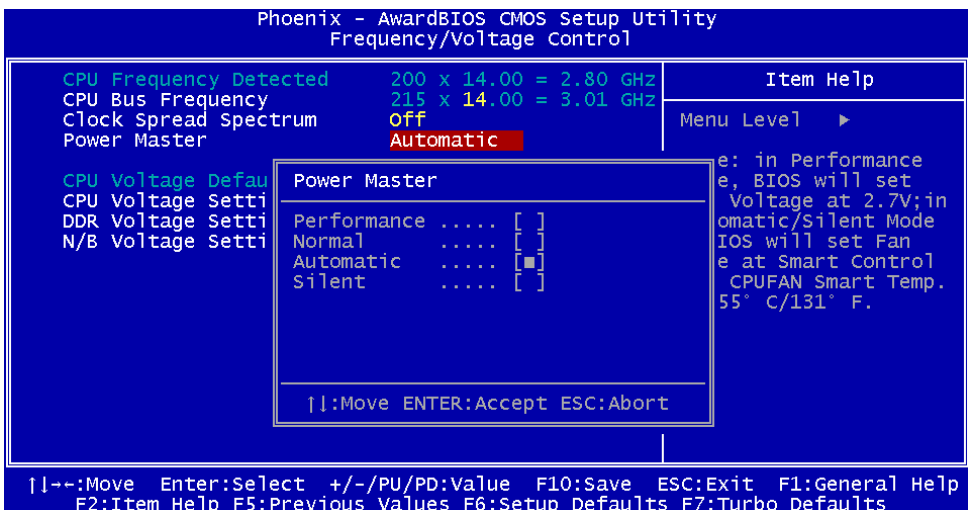 Phoenix - AwardBIOS CMOS Setup Utility
Frequency/Voltage Control
CPU Frequency Detected 200 x 14.00 = 2.80 GHz
CPU Bus Frequency 215 x 14.00 = 3.01 GHz
Clock Spread Spectrum Off
Power Master Automatic
CPU Voltage Defau
CPU Voltage Setti
DDR Voltage Setti
N/B Voltage Setti
Power Master
Performance ..... [ ]
Normal ..... [ ]
Automatic ..... [■]
Silent ..... [ ]
↑↓:Move ENTER:Accept ESC:Abort
Item Help
Menu Level ▶
e: in Performance
e, BIOS will set
Voltage at 2.7V;in
omatic/Silent Mode
IOS will set Fan
e at Smart Control
CPUFAN Smart Temp.
55° C/131° F.
↑↓→←:Move Enter:Select +/-/PU/PD:Value F10:Save ESC:Exit F1:General Help
F2:Item Help F5:Previous Values F6:Setup Defaults F7:Turbo Defaults